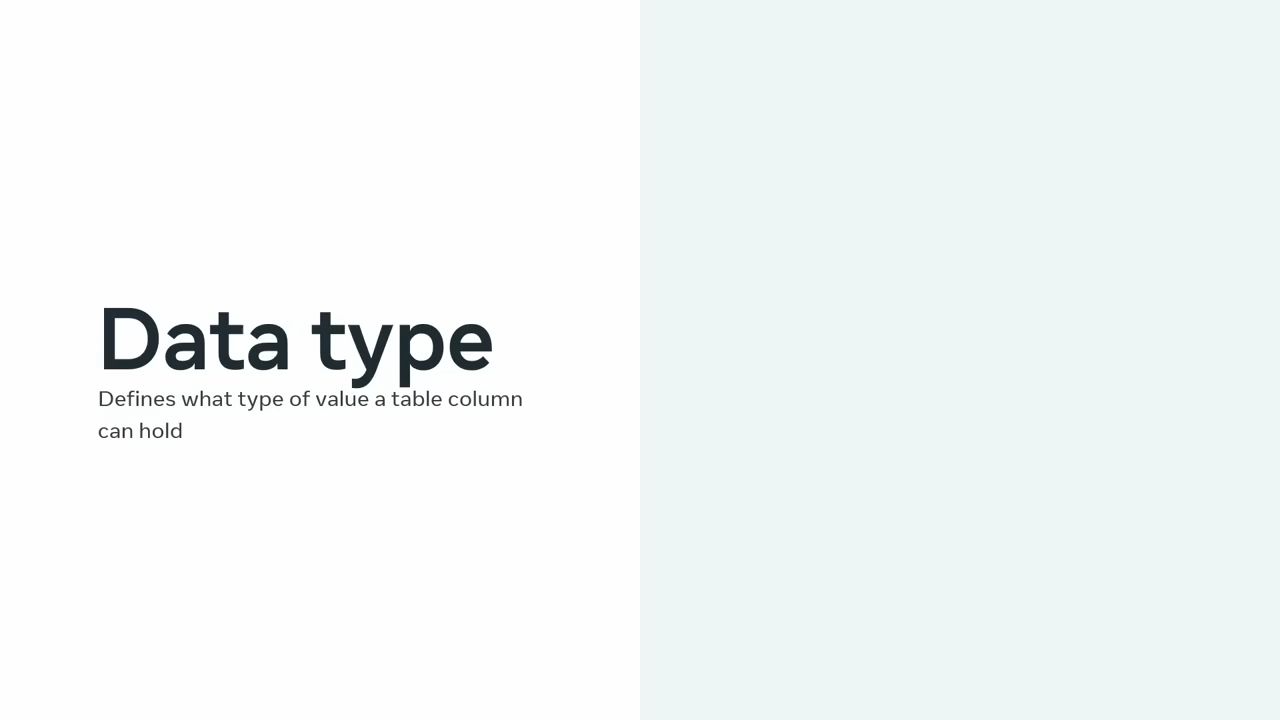 Data type
Defines what type of value a table column
can hold